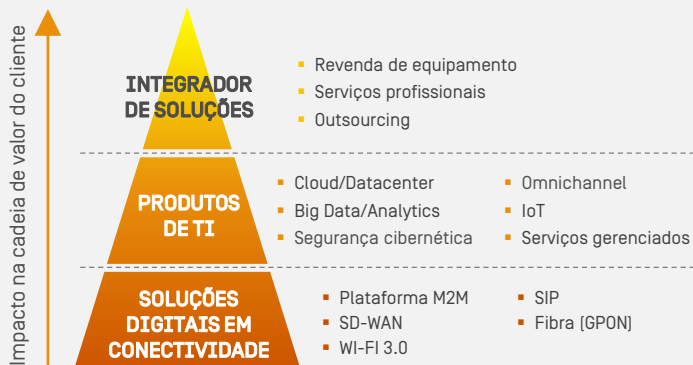 Impacto na cadeia de valor do cliente
INTEGRADOR
DE SOLUÇÕES
Revenda de equipamento
Serviços profissionais
Outsourcing
PRODUTOS
DE TI
Cloud/Datacenter
Big Data/Analytics
Segurança cibernética
Omnichannel
IoT
Serviços gerenciados
SOLUÇÕES
DIGITAIS EM
CONECTIVIDADE
Plataforma M2M
SD-WAN
WI-FI 3.0
SIP
Fibra (GPON)